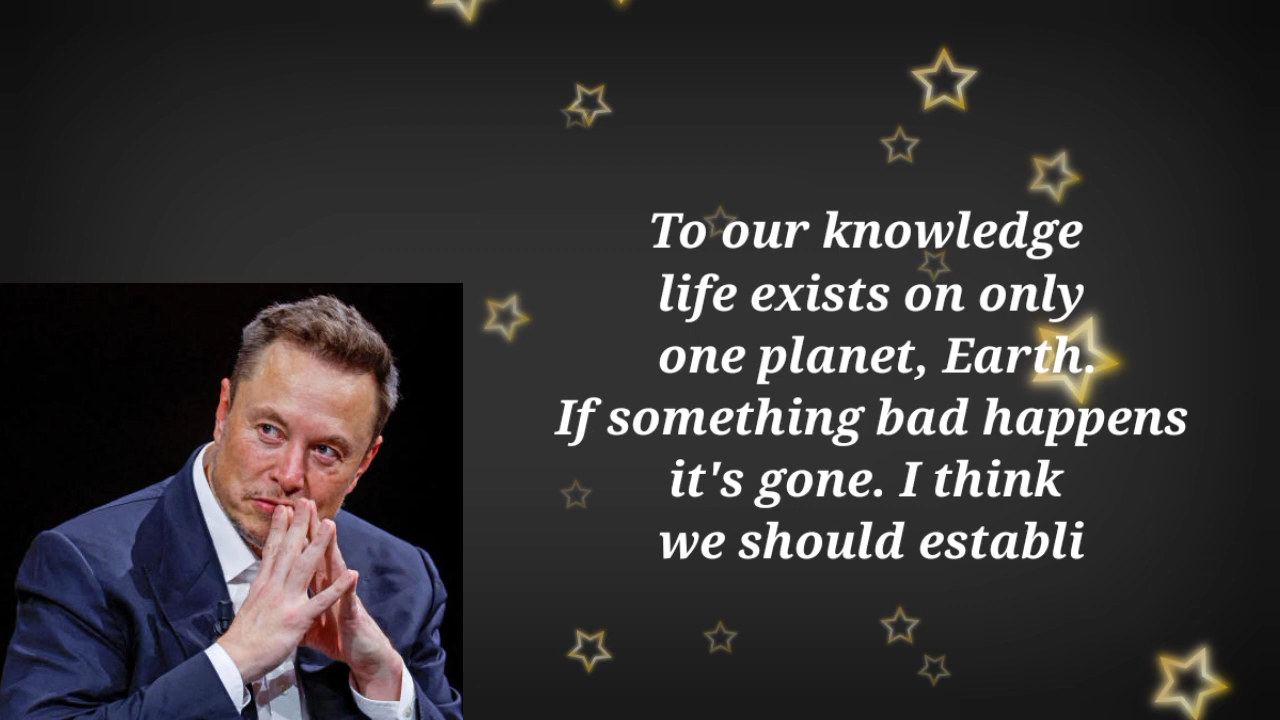 To our knowledge
life exists on only
one planet, Earth.
If something bad happens
it's gone. I think
we should establi